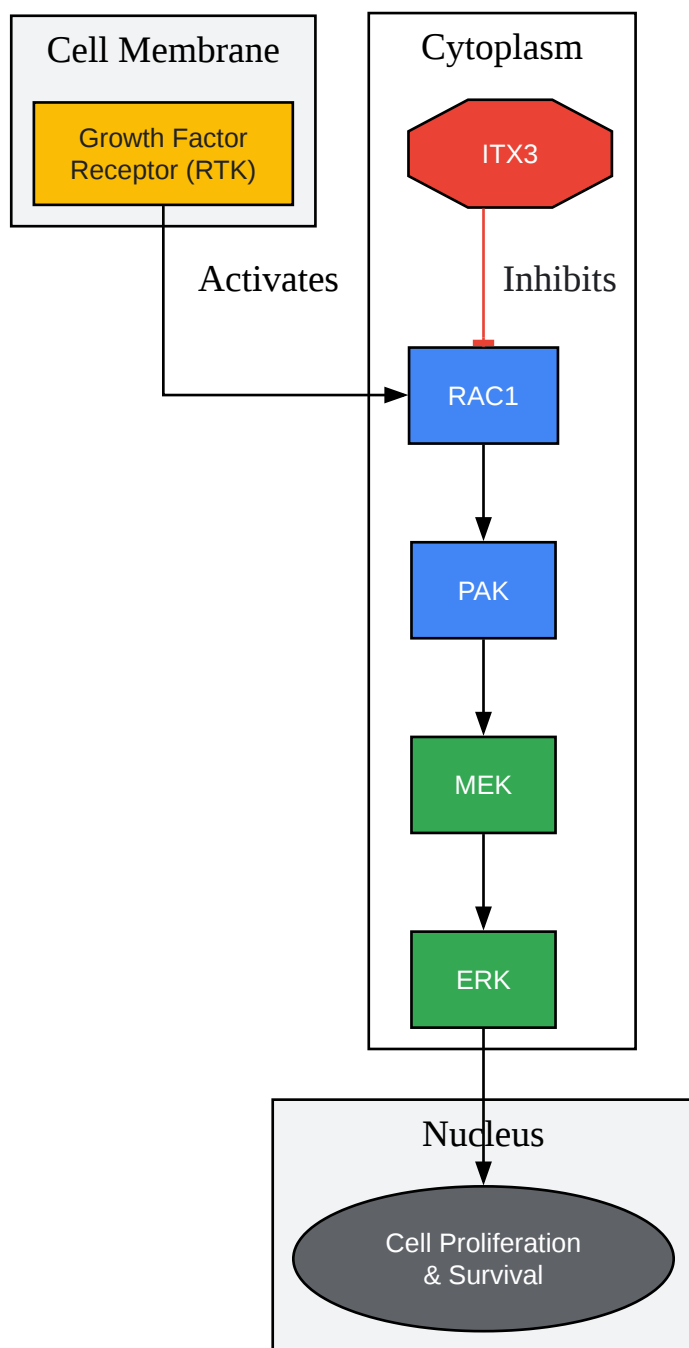 Cell Membrane
Growth Factor
Receptor (RTK)
Cytoplasm
ITX3
Activates
Inhibits
RAC1
PAK
MEK
ERK
Nucleus
Cell Proliferation
& Survival